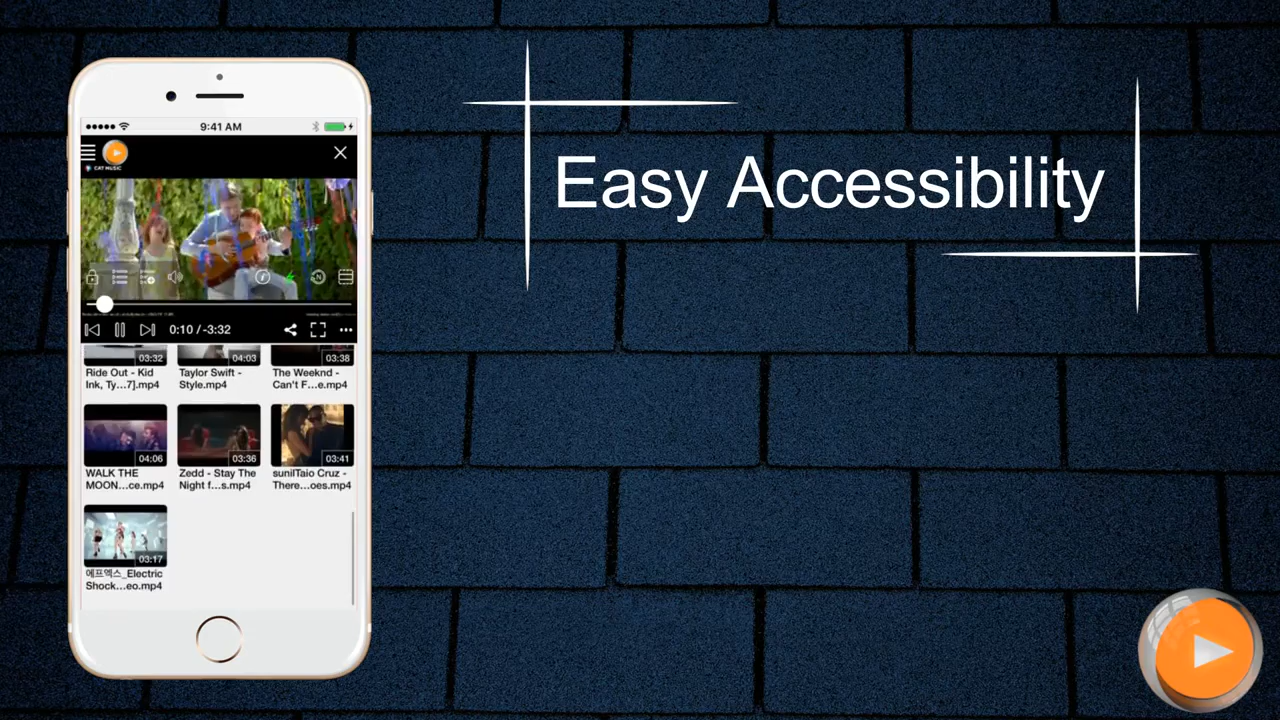 Easy Accessibility
9:41 AM
CAT MUSIC
0:10 / -3:32
03:32
04:03
03:38
Ride Out - Kid
Ink, Ty...7].mp4
Taylor Swift -
Style.mp4
The Weeknd -
Can't F...e.mp4
04:06
03:36
03:41
WALK THE
MOON...ce.mp4
Zedd - Stay The
Night f...s.mp4
sunilTaio Cruz -
There...oes.mp4
03:17
에프엑스_Electric
Shock...eo.mp4